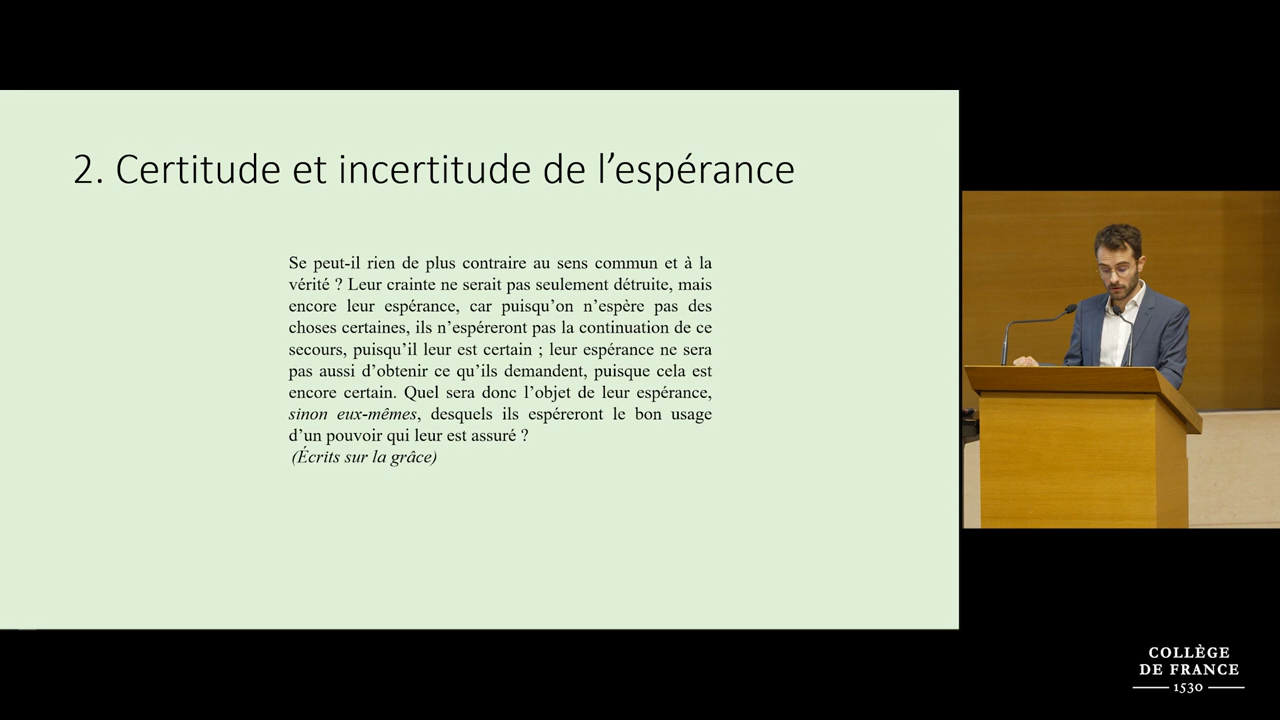 2. Certitude et incertitude de l’espérance
Se peut-il rien de plus contraire au sens commun et à la
vérité ? Leur crainte ne serait pas seulement détruite, mais
encore leur espérance, car puisqu’on n’espère pas des
choses certaines, ils n’espéreront pas la continuation de ce
secours, puisqu’il leur est certain ; leur espérance ne sera
pas aussi d’obtenir ce qu’ils demandent, puisque cela est
encore certain. Quel sera donc l’objet de leur espérance,
sinon eux-mêmes, desquels ils espéreront le bon usage
d’un pouvoir qui leur est assuré ?
(Écrits sur la grâce)
COLLÈGE
DE FRANCE
1530